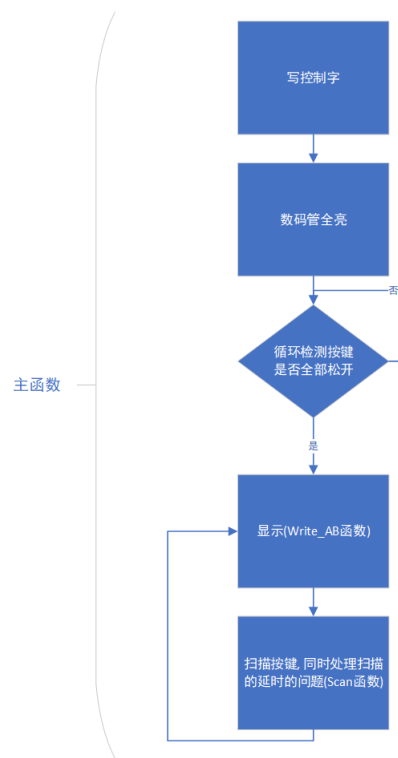 写控制字
数码管全亮
否
循环检测按键
是否全部松开
主函数
是
显示(Write_AB函数)
扫描按键, 同时处理扫描
的延时的问题(Scan函数)